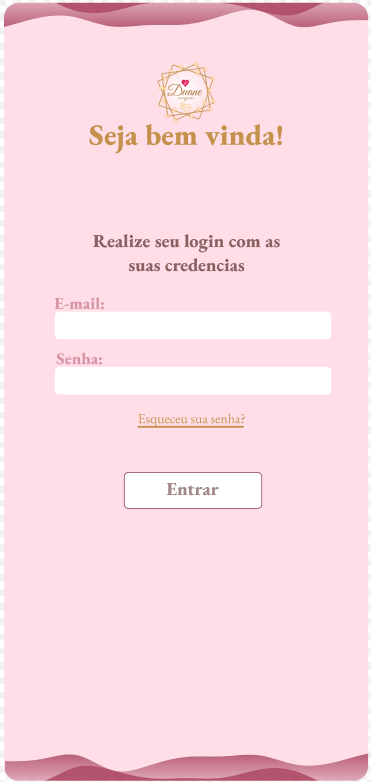 Duane
Seja bem vinda!
Realize seu login com as
suas credencias
E-mail:
Senha:
Esqueceu sua senha?
Entrar